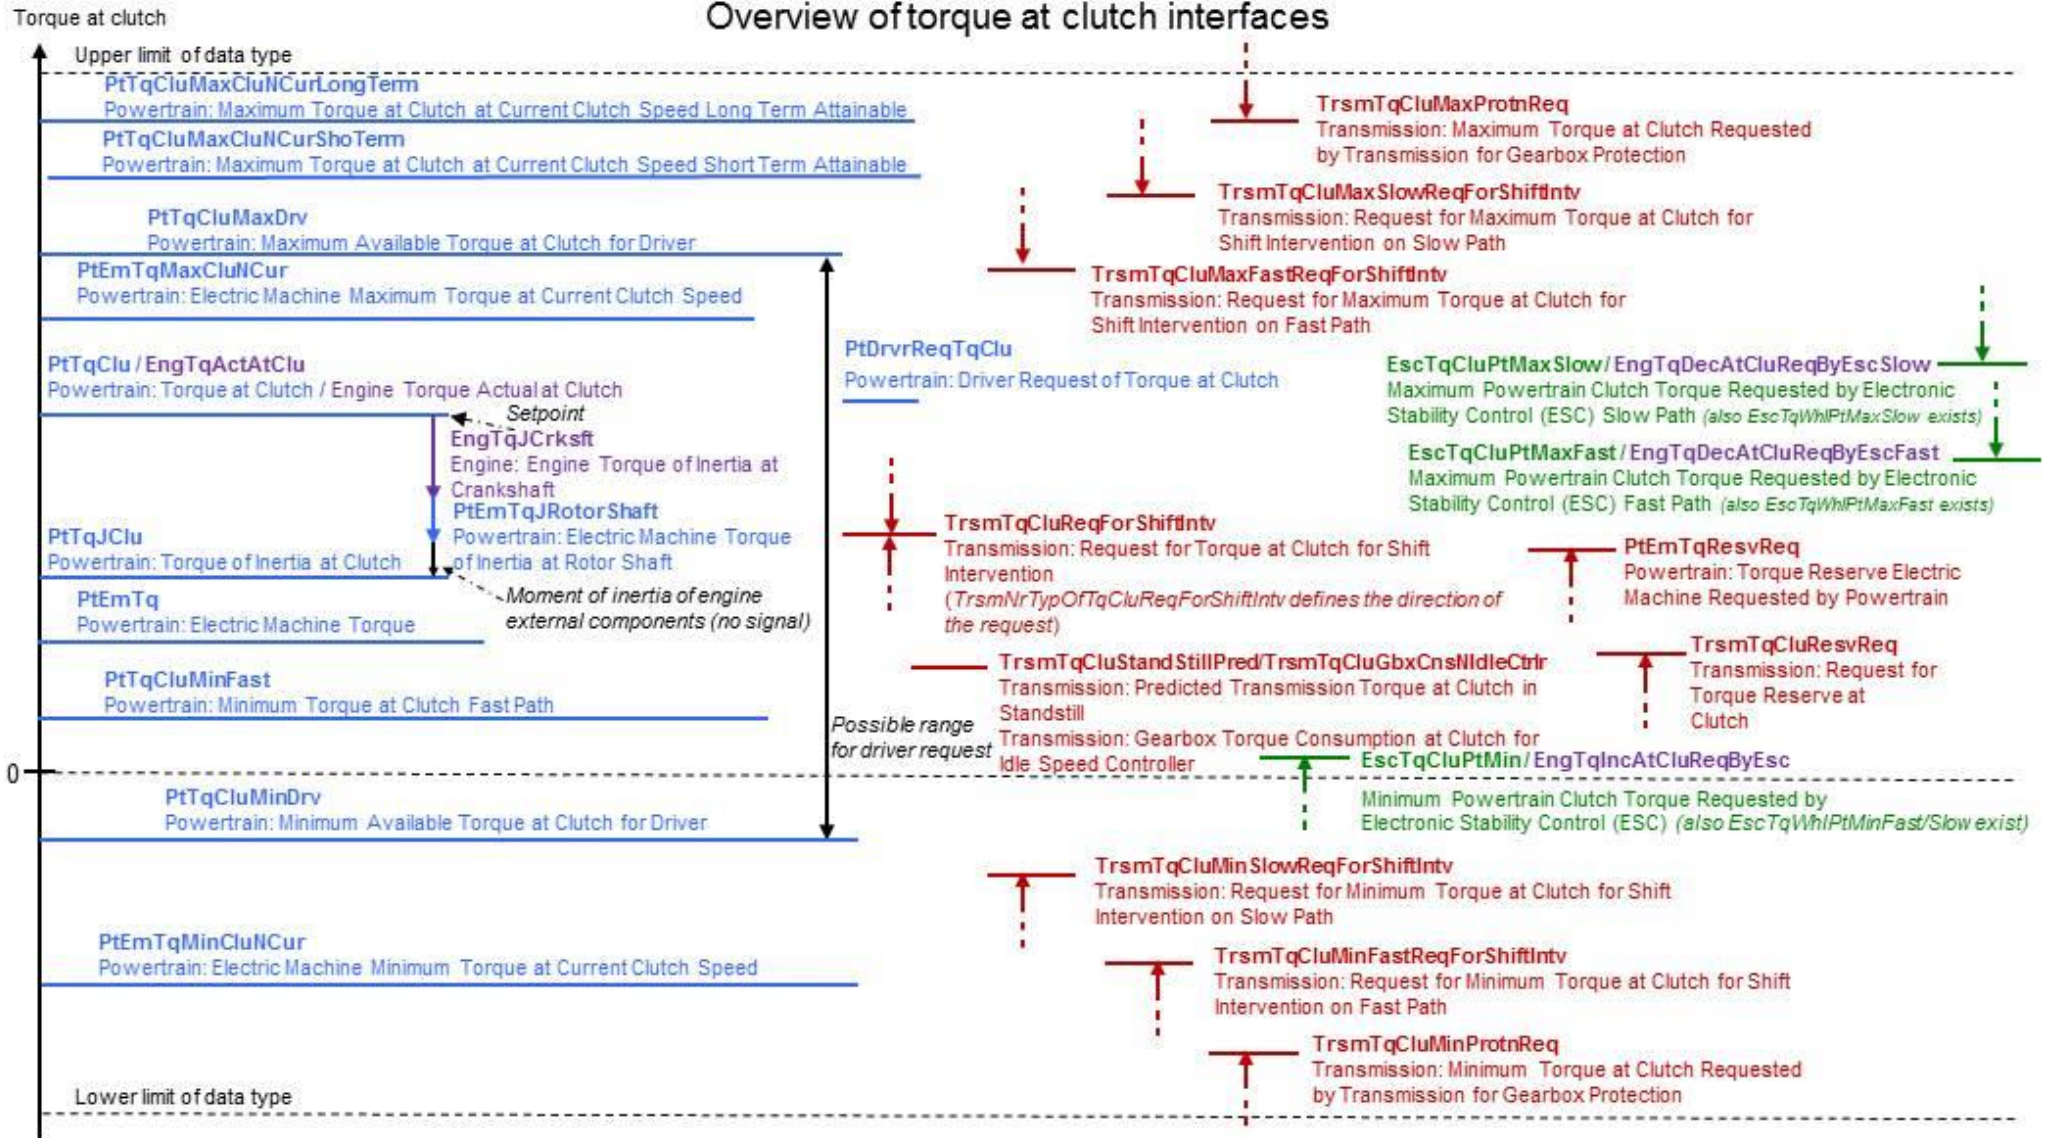 Overview of torque at clutch interfaces
Torque at clutch
Upper limit of data type
PtTqCluMaxCluNCurLongTerm
Powertrain: Maximum Torque at Clutch at Current Clutch Speed Long Term Attainable
PtTqCluMaxCluNCurShoTerm
Powertrain: Maximum Torque at Clutch at Current Clutch Speed Short Term Attainable
PtTqCluMaxDrv
Powertrain: Maximum Available Torque at Clutch for Driver
PtEmTqMaxCluNCur
Powertrain: Electric Machine Maximum Torque at Current Clutch Speed
PtTqClu / EngTqActAtClu
Powertrain: Torque at Clutch / Engine Torque Actual at Clutch
Setpoint
EngTqJCrksft
Engine: Engine Torque of Inertia at
Crankshaft
PtEmTqJRotorShaft
Powertrain: Electric Machine Torque
of Inertia at Rotor Shaft
PtTqJClu
Powertrain: Torque of Inertia at Clutch
Moment of inertia of engine
external components (no signal)
PtEmTq
Powertrain: Electric Machine Torque
PtTqCluMinFast
Powertrain: Minimum Torque at Clutch Fast Path
0
PtTqCluMinDrv
Powertrain: Minimum Available Torque at Clutch for Driver
PtEmTqMinCluNCur
Powertrain: Electric Machine Minimum Torque at Current Clutch Speed
Lower limit of data type
Possible range
for driver request
PtDrvrReqTqClu
Powertrain: Driver Request of Torque at Clutch
TrsmTqCluMaxProtnReq
Transmission: Maximum Torque at Clutch Requested
by Transmission for Gearbox Protection
TrsmTqCluMaxSlowReqForShiftIntv
Transmission: Request for Maximum Torque at Clutch for
Shift Intervention on Slow Path
TrsmTqCluMaxFastReqForShiftIntv
Transmission: Request for Maximum Torque at Clutch for
Shift Intervention on Fast Path
EscTqCluPtMaxSlow / EngTqDecAtCluReqByEscSlow
Maximum Powertrain Clutch Torque Requested by Electronic
Stability Control (ESC) Slow Path (also EscTqWhlPtMaxSlow exists)
EscTqCluPtMaxFast / EngTqDecAtCluReqByEscFast
Maximum Powertrain Clutch Torque Requested by Electronic
Stability Control (ESC) Fast Path (also EscTqWhlPtMaxFast exists)
TrsmTqCluReqForShiftIntv
Transmission: Request for Torque at Clutch for Shift
Intervention
(TrsmNrTypOfTqCluReqForShiftIntv defines the direction of
the request)
PtEmTqResvReq
Powertrain: Torque Reserve Electric
Machine Requested by Powertrain
TrsmTqCluResvReq
Transmission: Request for
Torque Reserve at
Clutch
TrsmTqCluStandStillPred/TrsmTqCluGbxCnsNIdleCtrlr
Transmission: Predicted Transmission Torque at Clutch in
Standstill
Transmission: Gearbox Torque Consumption at Clutch for
Idle Speed Controller
EscTqCluPtMin/ EngTqIncAtCluReqByEsc
Minimum Powertrain Clutch Torque Requested by
Electronic Stability Control (ESC) (also EscTqWhlPtMinFast/Slow exist)
TrsmTqCluMinSlowReqForShiftIntv
Transmission: Request for Minimum Torque at Clutch for Shift
Intervention on Slow Path
TrsmTqCluMinFastReqForShiftIntv
Transmission: Request for Minimum Torque at Clutch for Shift
Intervention on Fast Path
TrsmTqCluMinProtnReq
Transmission: Minimum Torque at Clutch Requested
by Transmission for Gearbox Protection